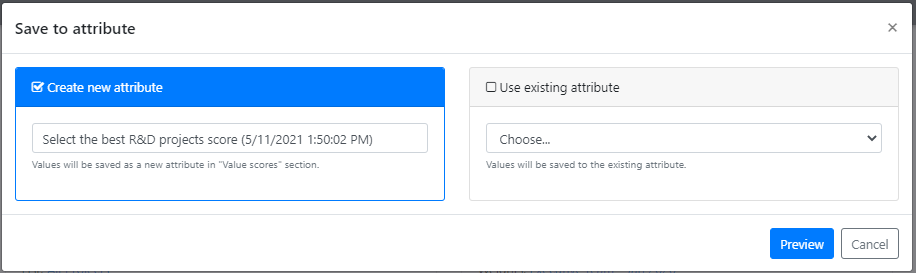 Save to attribute
×
Create new attribute
Select the best R&D projects score (5/11/2021 1:50:02 PM)
Values will be saved as a new attribute in "Value scores" section.
Use existing attribute
Choose...
Values will be saved to the existing attribute.
Preview
Cancel